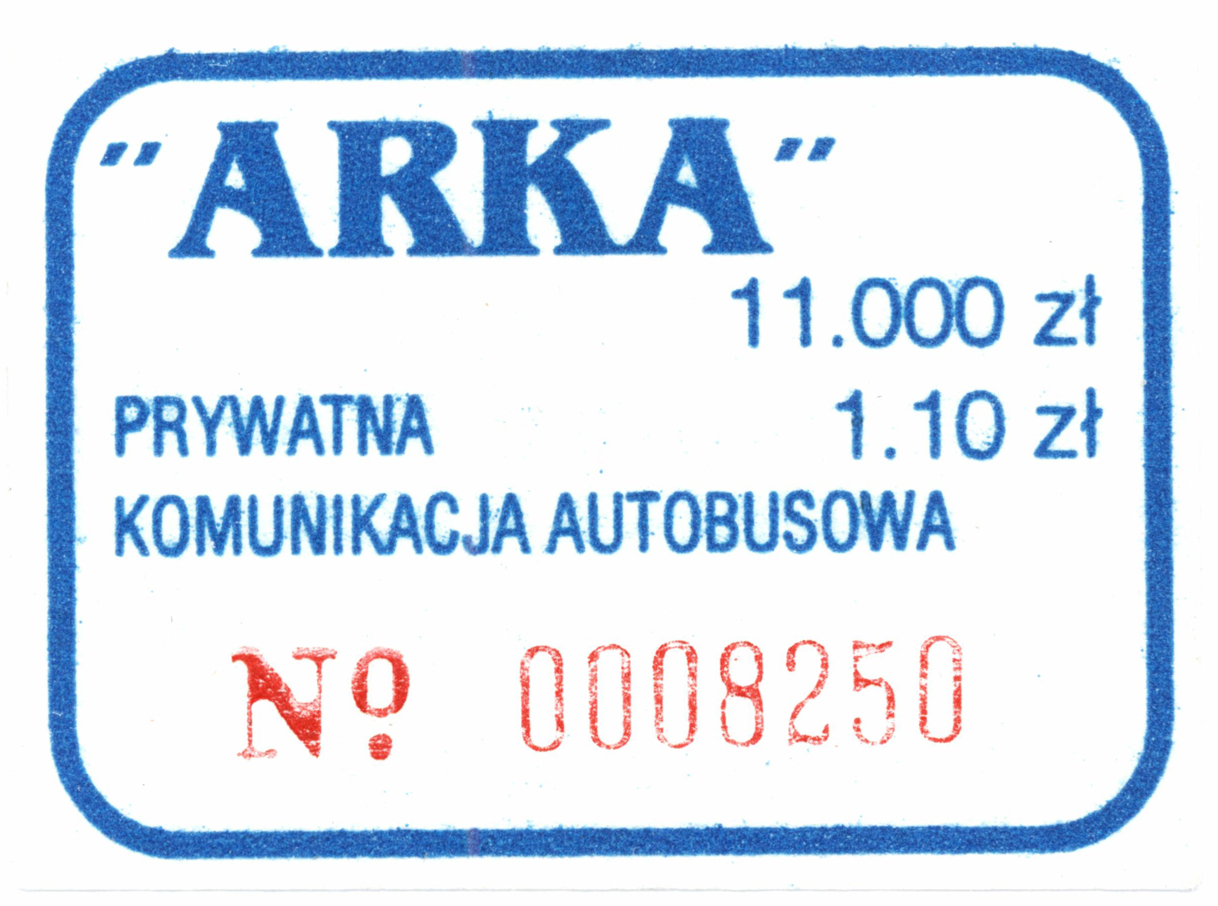 "ARKA"
11.000 zł
PRYWATNA 1.10 zł
KOMUNIKACJA AUTOBUSOWA
Nº 0008250